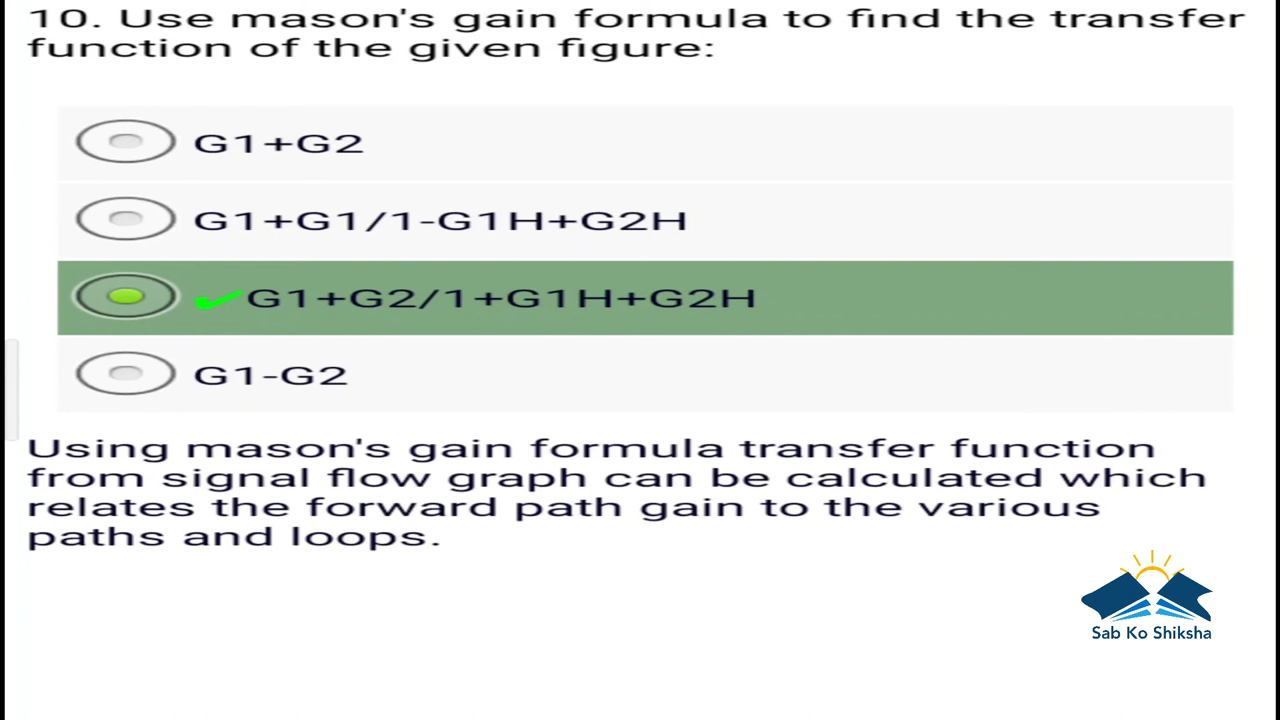 10. Use mason's gain formula to find the transfer
function of the given figure:
G1+G2
G1+G1/1-G1H+G2H
✔G1+G2/1+G1H+G2H
G1-G2
Using mason's gain formula transfer function
from signal flow graph can be calculated which
relates the forward path gain to the various
paths and loops.
Sab Ko Shiksha